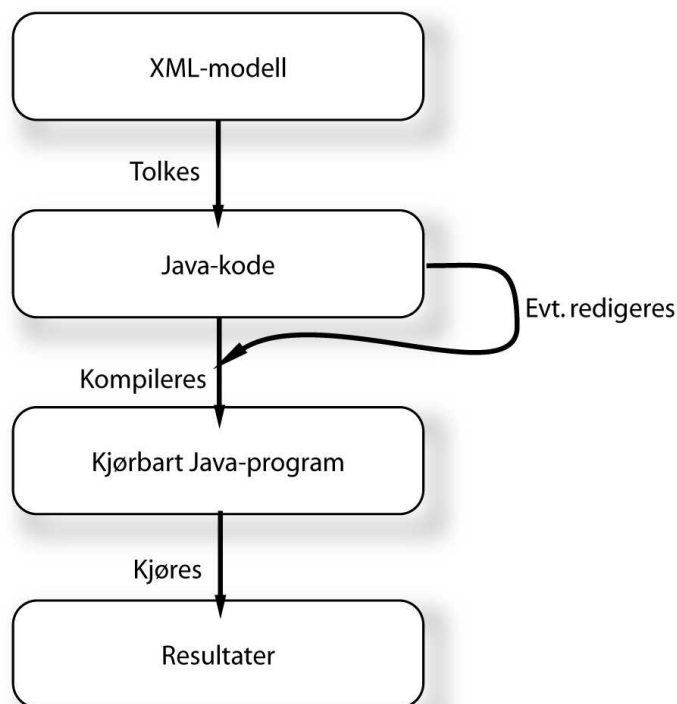 XML-modell
Tolkes
Java-kode
Evt. redigeres
Kompileres
Kjørbart Java-program
Kjøres
Resultater